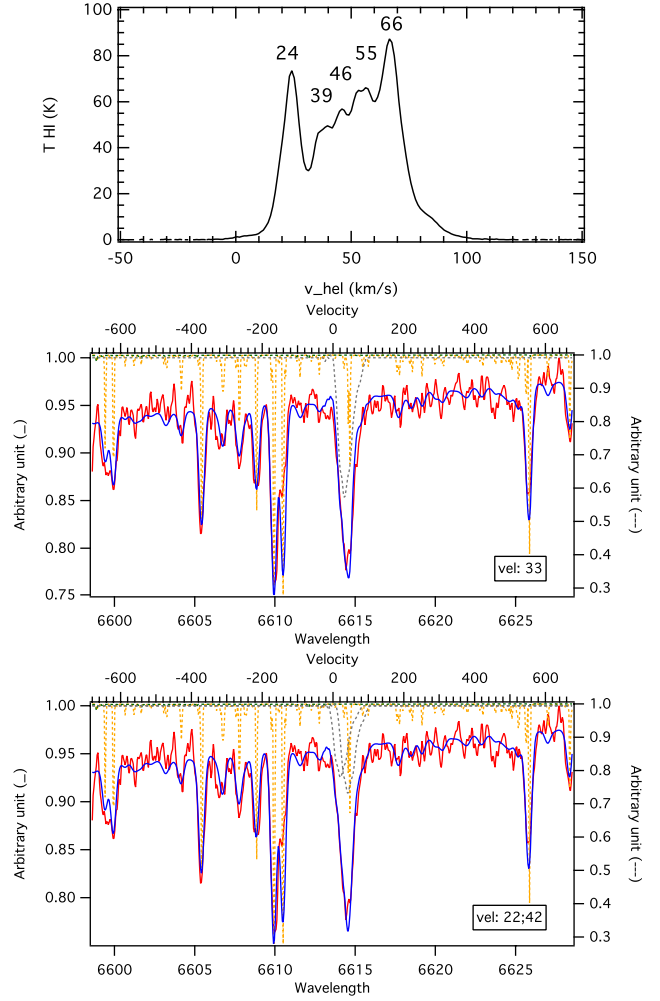 100
80
60
40
20
0
T HI (K)
24
39
46
55
66
-50 0 50 100 150
v_hel (km/s)
Velocity
-600 -400 -200 0 200 400 600
1.00
0.95
0.90
0.85
0.80
0.75
Arbitrary unit (_)
1.0
0.9
0.8
0.7
0.6
0.5
0.4
0.3
Arbitrary unit (---)
vel: 33
6600 6605 6610 6615 6620 6625
Wavelength
Velocity
-600 -400 -200 0 200 400 600
1.00
0.95
0.90
0.85
0.80
Arbitrary unit (_)
1.0
0.9
0.8
0.7
0.6
0.5
0.4
0.3
Arbitrary unit (---)
vel: 22;42
6600 6605 6610 6615 6620 6625
Wavelength